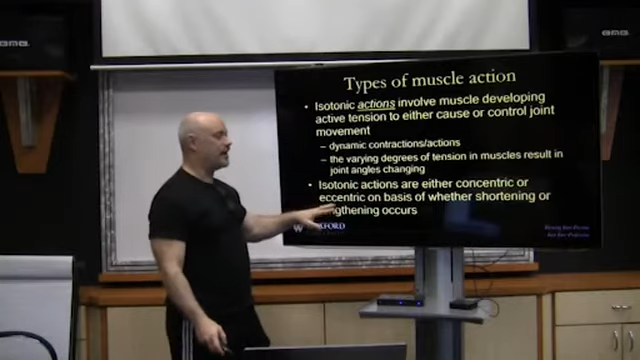 Types of muscle action
• Isotonic actions involve muscle developing
active tension to either cause or control joint
movement
– dynamic contractions/actions
– the varying degrees of tension in muscles result in
joint angles changing
• Isotonic actions are either concentric or
eccentric on basis of whether shortening or
occurs